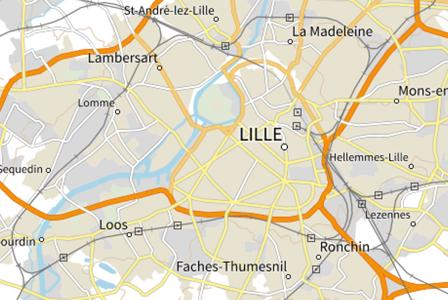 St-André-lez-Lille
La Madeleine
Lambersart
Mons-en
Lomme
LILLE
Hellemmes-Lille
Sequedin
Lezennes
Loos
ourdin
Ronchin
Faches-Thumesnil